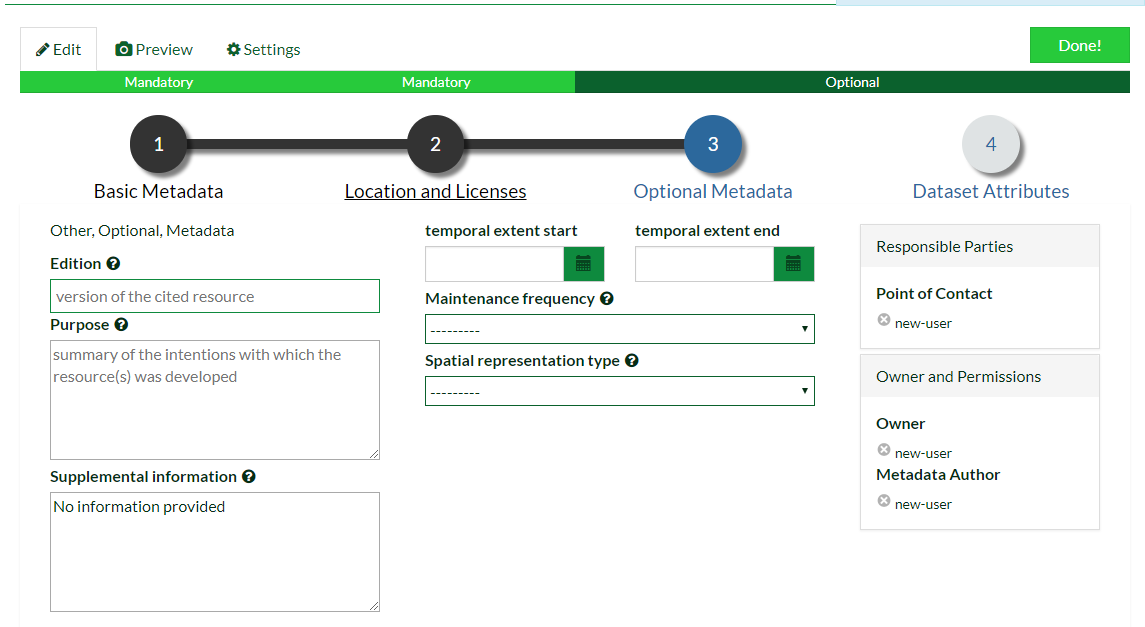 Edit
Preview
Settings
Done!
Mandatory
Mandatory
Optional
1
2
3
4
Basic Metadata
Location and Licenses
Optional Metadata
Dataset Attributes
Other, Optional, Metadata
Edition
version of the cited resource
Purpose
summary of the intentions with which the
resource(s) was developed
Supplemental information
No information provided
temporal extent start
temporal extent end
Maintenance frequency
---------
Spatial representation type
---------
Responsible Parties
Point of Contact
new-user
Owner and Permissions
Owner
new-user
Metadata Author
new-user